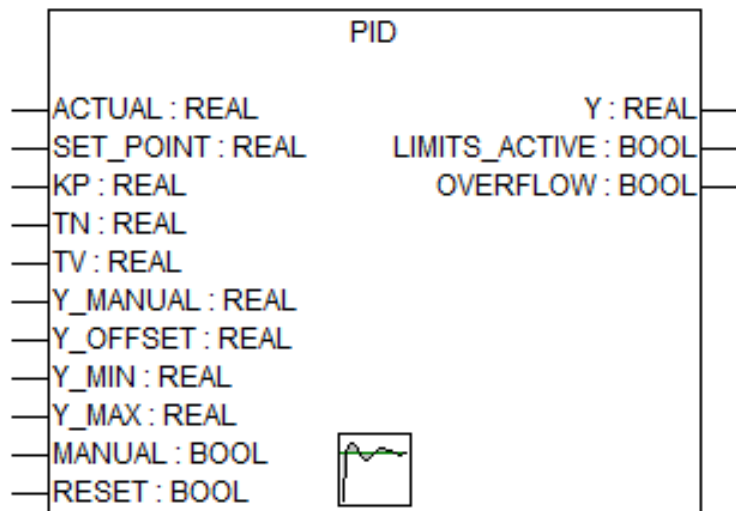 PID
ACTUAL : REAL
Y : REAL
SET_POINT : REAL
LIMITS_ACTIVE : BOOL
KP : REAL
OVERFLOW : BOOL
TN : REAL
TV : REAL
Y_MANUAL : REAL
Y_OFFSET : REAL
Y_MIN : REAL
Y_MAX : REAL
MANUAL : BOOL
RESET : BOOL